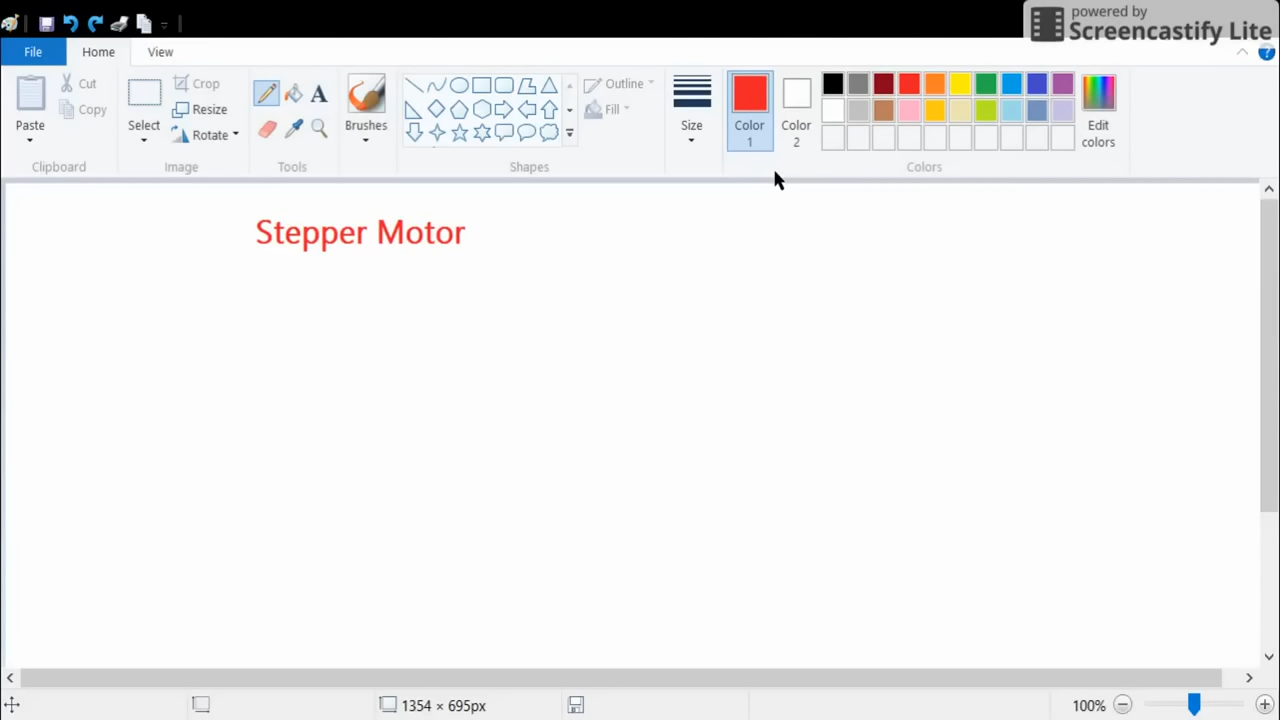 powered by
Screencastify Lite
File Home View
Paste
Cut
Copy
Clipboard
Select
Crop
Resize
Rotate
Image
A
Tools
Brushes
Outline
Fill
Shapes
Size
Color 1
Color 2
Edit colors
Colors
Stepper Motor
1354 × 695px
100%